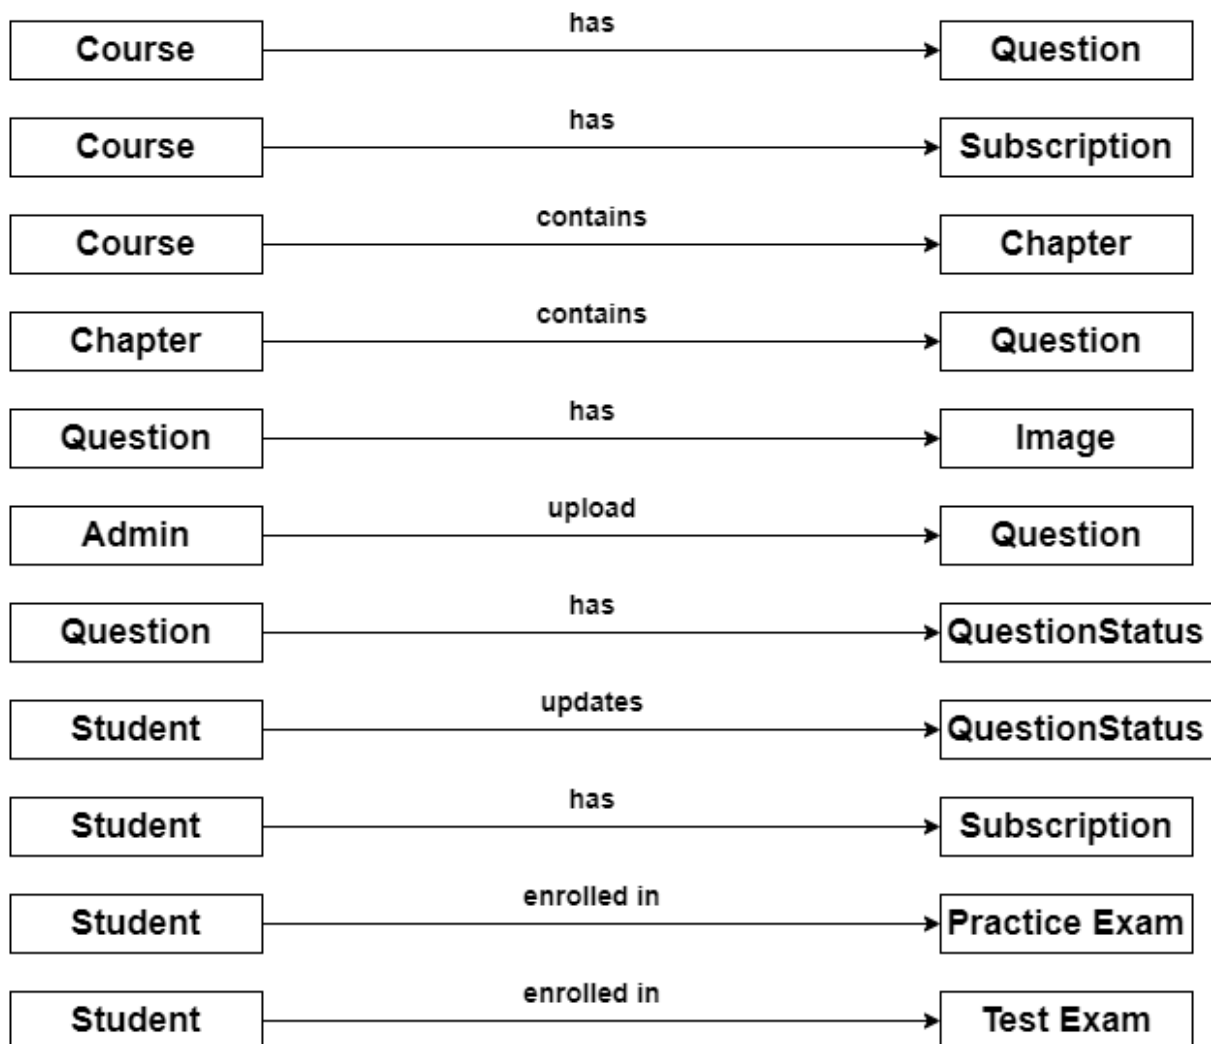 has
Course Question
has
Course Subscription
contains
Course Chapter
contains
Chapter Question
has
Question Image
upload
Admin Question
has
Question QuestionStatus
updates
Student QuestionStatus
has
Student Subscription
enrolled in
Student Practice Exam
enrolled in
Student Test Exam